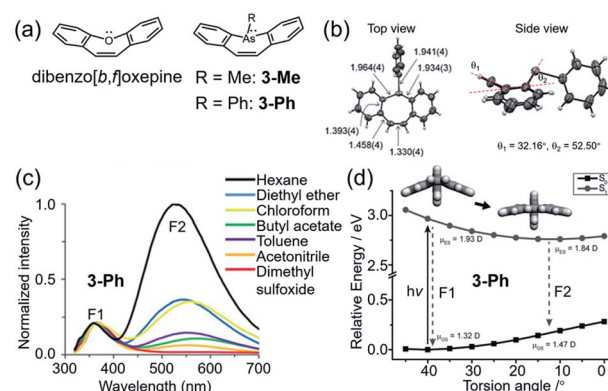 (a)
O
R
As
dibenzo[b,f]oxepine
R = Me: 3-Me
R = Ph: 3-Ph
(b)
Top view
Side view
1.964(4)
1.941(4)
1.934(3)
1.393(4)
1.458(4)
1.330(4)
θ1
θ2
θ1 = 32.16°, θ2 = 52.50°
(c)
Normalized intensity
1.0
0.5
0
300 400 500 600 700
Wavelength (nm)
F1
F2
3-Ph
Hexane
Diethyl ether
Chloroform
Butyl acetate
Toluene
Acetonitrile
Dimethyl
sulfoxide
(d)
Relative Energy / eV
3.0
2.75
0.25
0.0
40 30 20 10 0
Torsion angle /°
hν
F1
F2
3-Ph
μES = 1.93 D
μES = 1.84 D
μGS = 1.32 D
μGS = 1.47 D